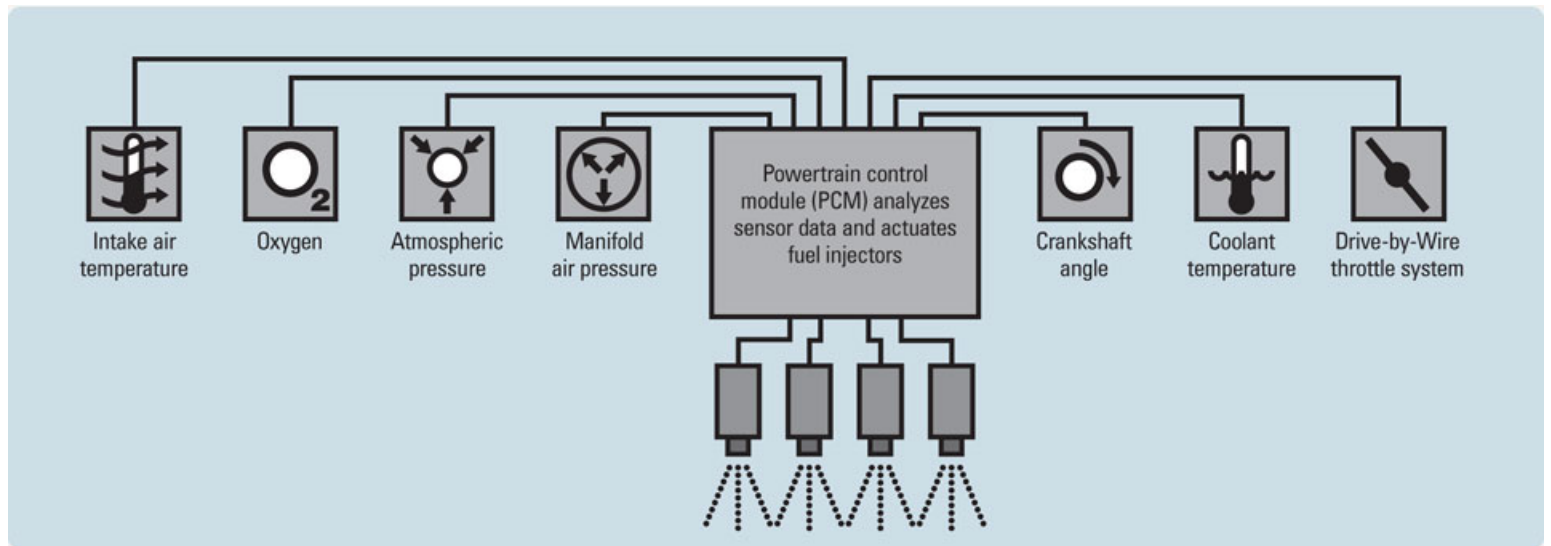 Powertrain control
module (PCM) analyzes
sensor data and actuates
fuel injectors
2
Intake air
temperature
Oxygen
Atmospheric
pressure
Manifold
air pressure
Crankshaft
angle
Coolant
temperature
Drive-by-Wire
throttle system